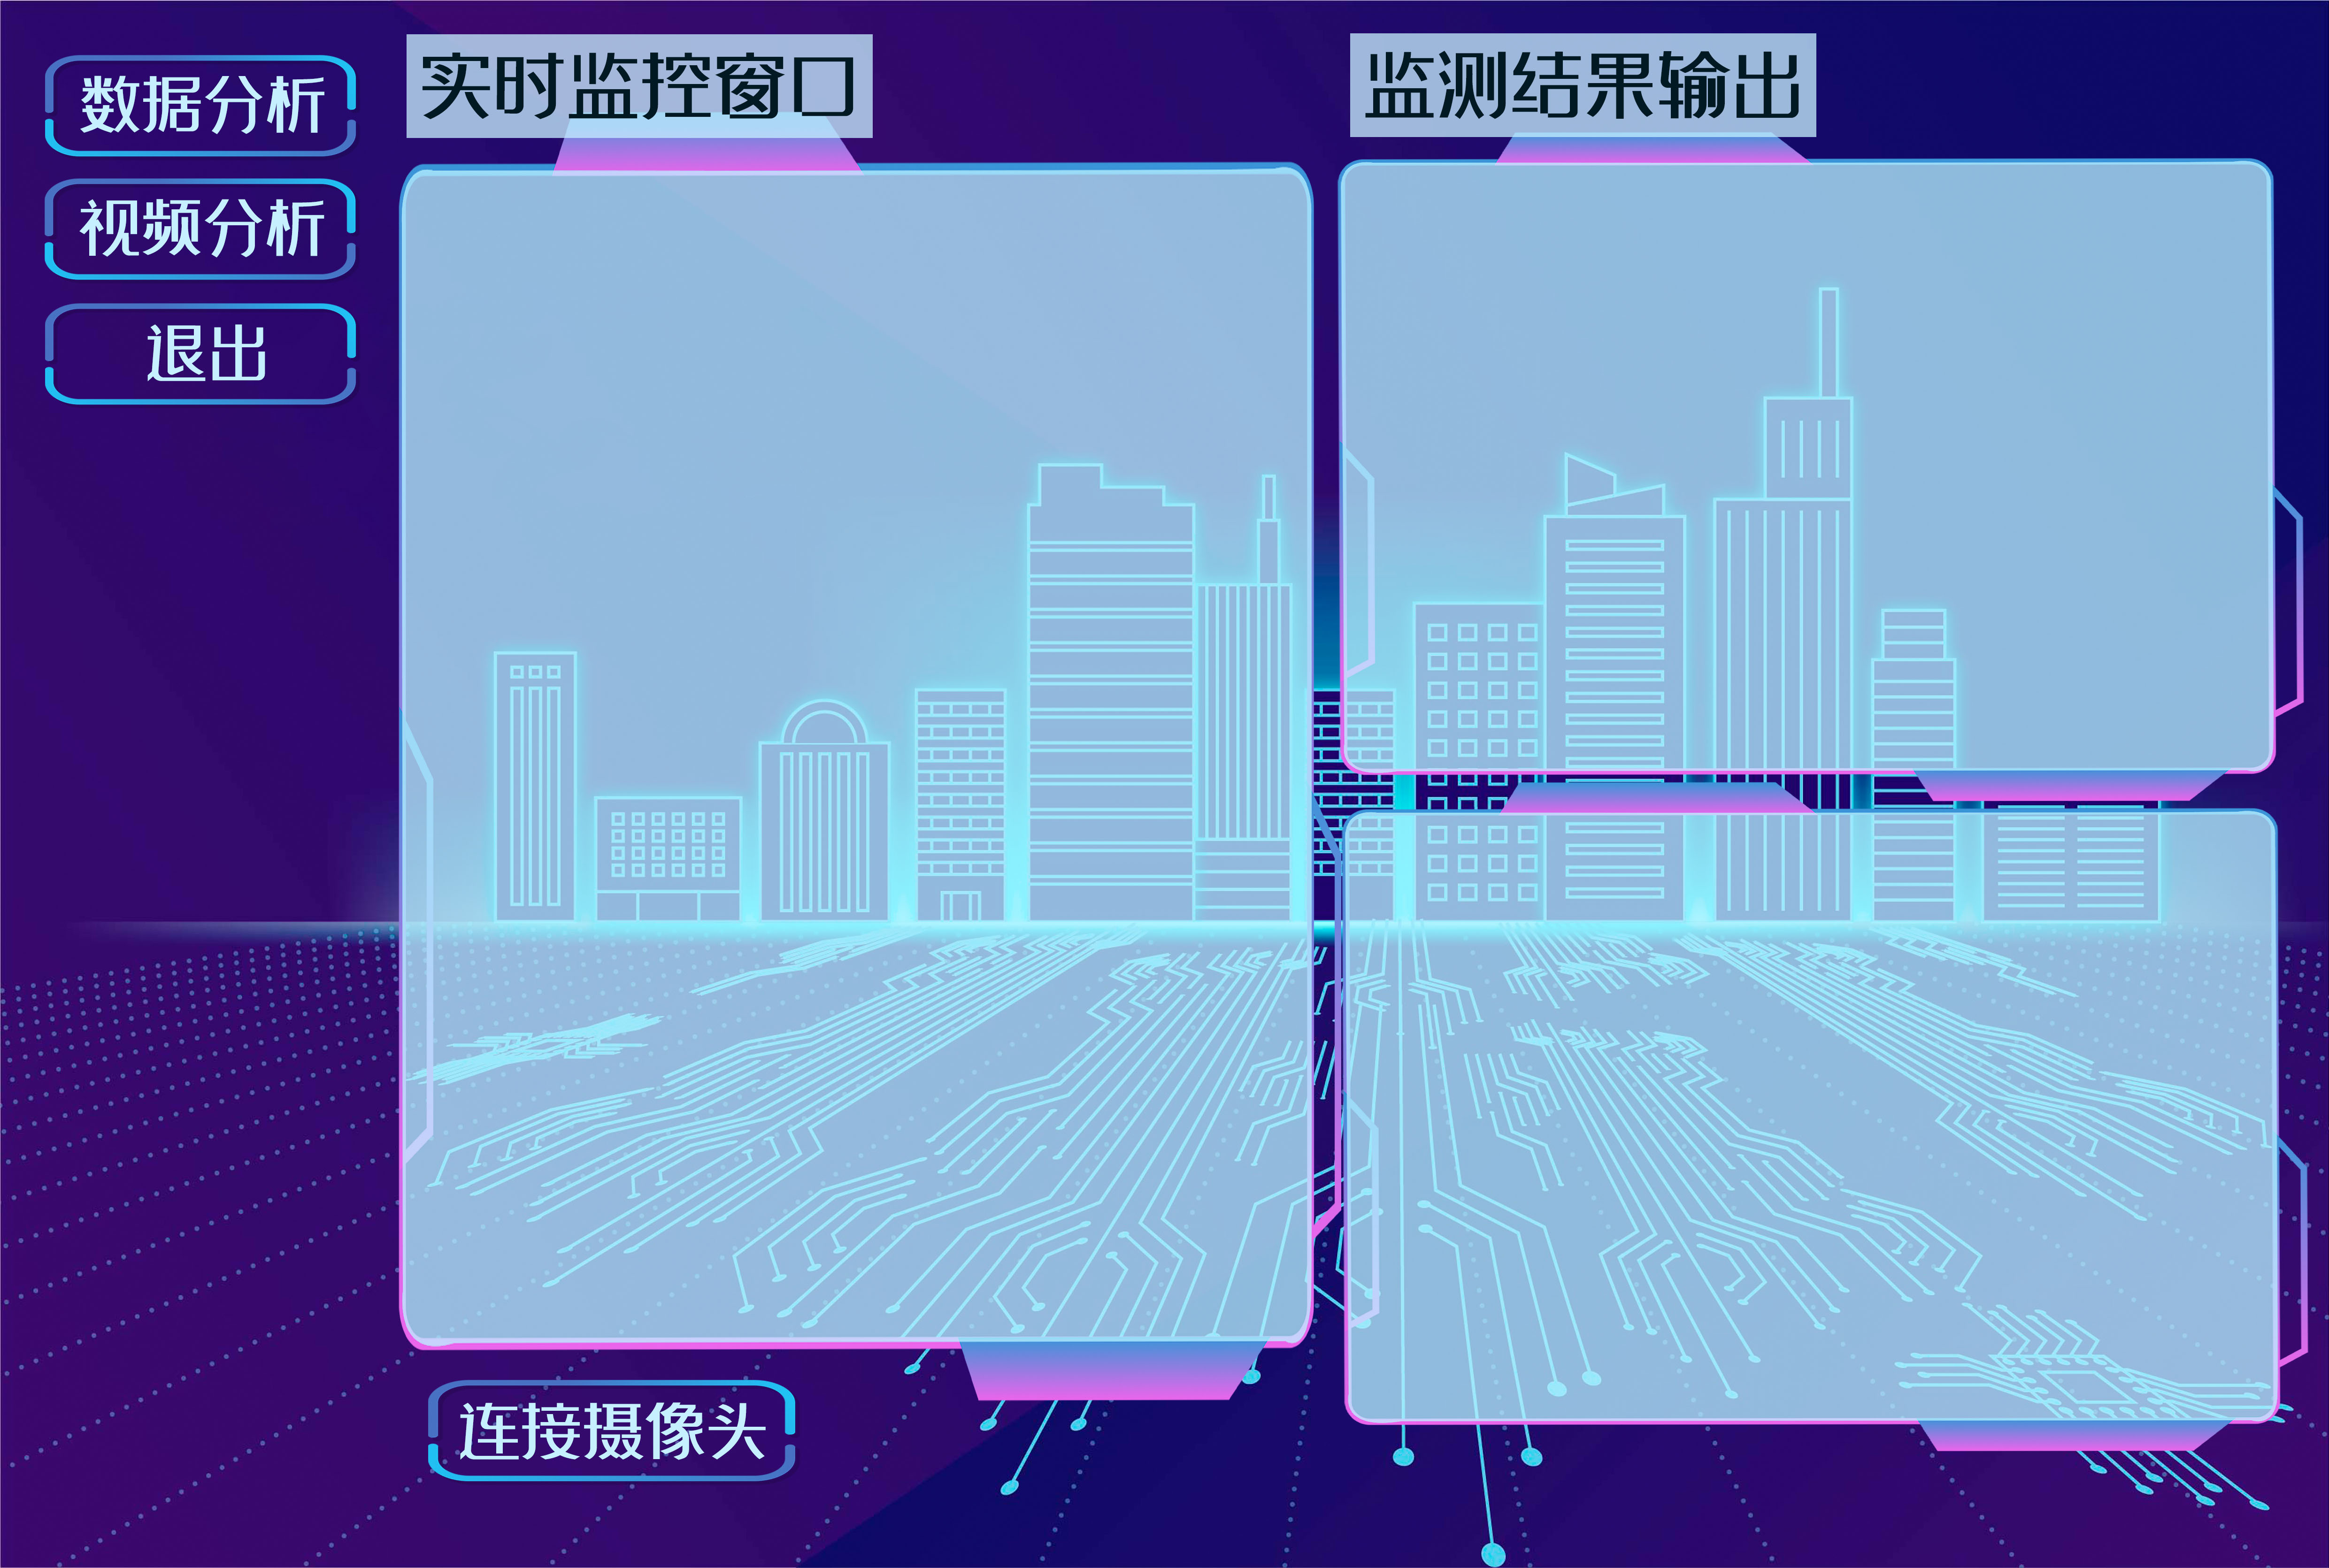 数据分析
视频分析
退出
实时监控窗口
监测结果输出
连接摄像头